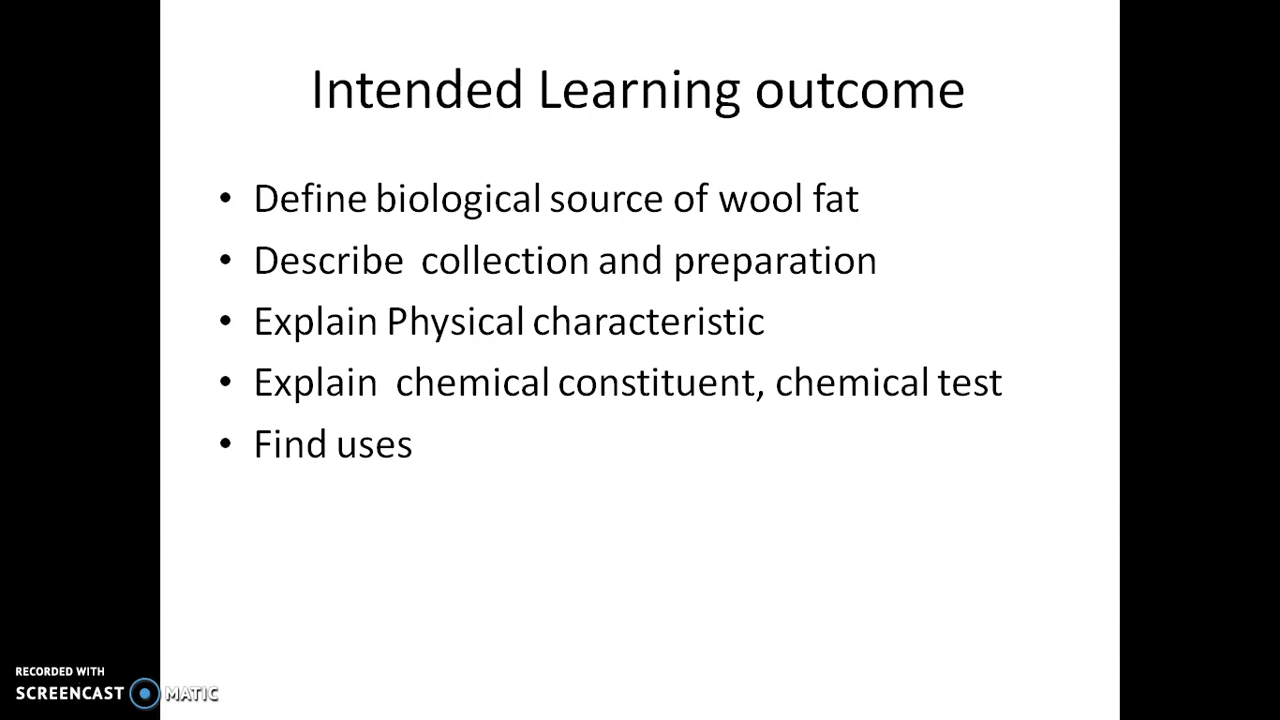 Intended Learning outcome
• Define biological source of wool fat
• Describe  collection and preparation
• Explain Physical characteristic
• Explain  chemical constituent, chemical test
• Find uses
RECORDED WITH
SCREENCAST MATIC